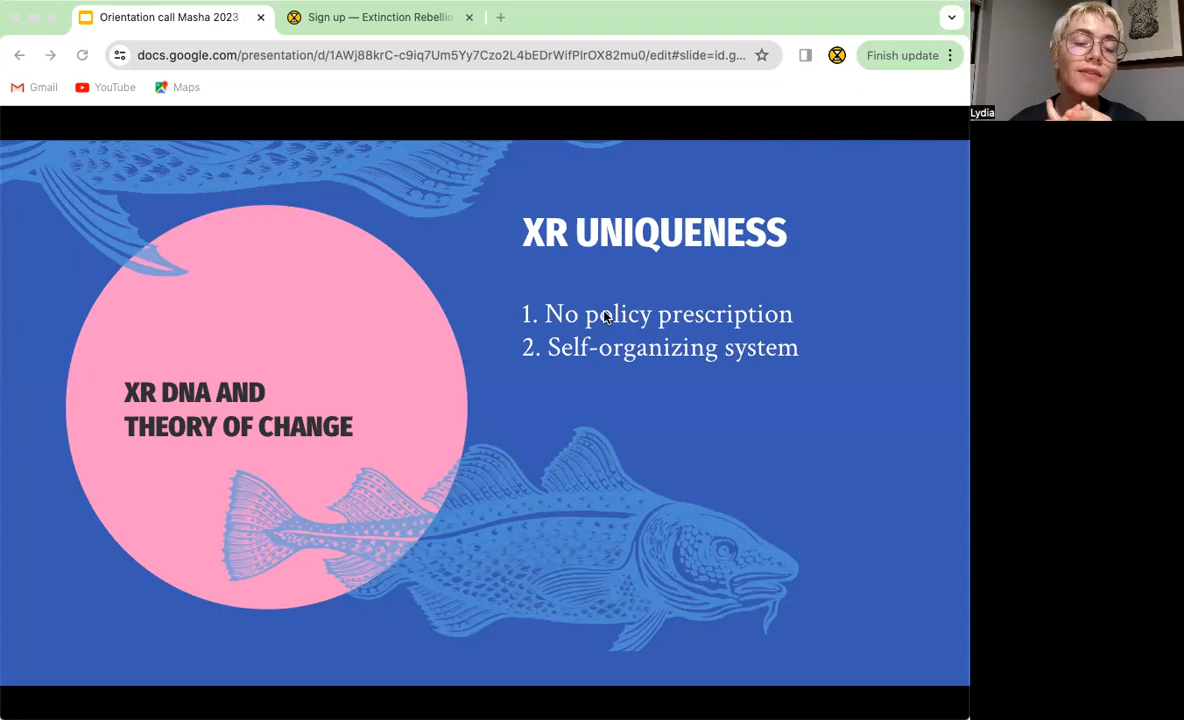 Orientation call Masha 2023
Sign up — Extinction Rebellio
docs.google.com/presentation/d/1AWj88krC-c9iq7Um5Yy7Czo2L4bEDrWifPlrOX82mu0/edit#slide=id.g...
Finish update
Gmail
YouTube
Maps
Lydia
XR UNIQUENESS
1. No policy prescription
2. Self-organizing system
XR DNA AND
THEORY OF CHANGE